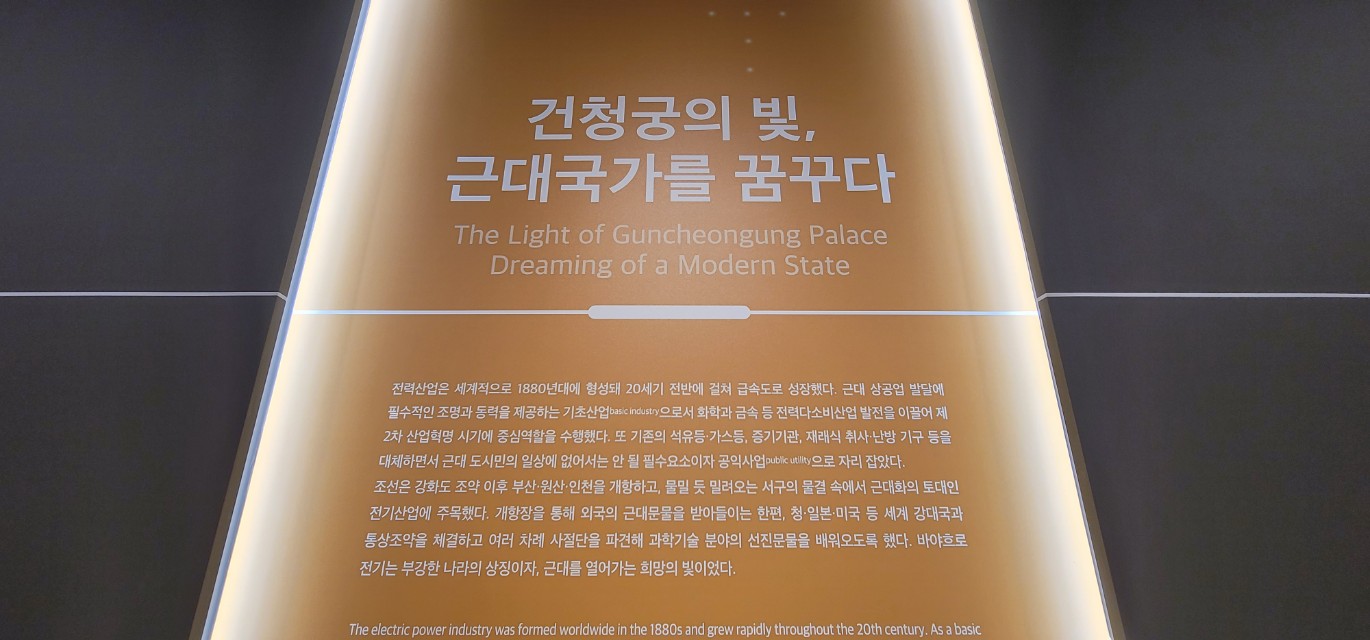 건청궁의 빛,
근대국가를 꿈꾸다
The Light of Guncheongung Palace
Dreaming of a Modern State
전력산업은 세계적으로 1880년대에 형성돼 20세기 전반에 걸쳐 급속도로 성장했다. 근대 상공업 발달에
필수적인 조명과 동력을 제공하는 기초산업basic industry으로서 화학과 금속 등 전력다소비산업 발전을 이끌어 제
2차 산업혁명 시기에 중심역할을 수행했다. 또 기존의 석유등·가스등, 증기기관, 재래식 취사·난방 기구 등을
대체하면서 근대 도시민의 일상에 없어서는 안 될 필수요소이자 공익사업public utility으로 자리 잡았다.
조선은 강화도 조약 이후 부산·원산·인천을 개항하고, 물밀 듯 밀려오는 서구의 물결 속에서 근대화의 토대인
전기산업에 주목했다. 개항장을 통해 외국의 근대문물을 받아들이는 한편, 청·일본·미국 등 세계 강대국과
통상조약을 체결하고 여러 차례 사절단을 파견해 과학기술 분야의 선진문물을 배워오도록 했다. 바야흐로
전기는 부강한 나라의 상징이자, 근대를 열어가는 희망의 빛이었다.
The electric power industry was formed worldwide in the 1880s and grew rapidly throughout the 20th century. As a basic